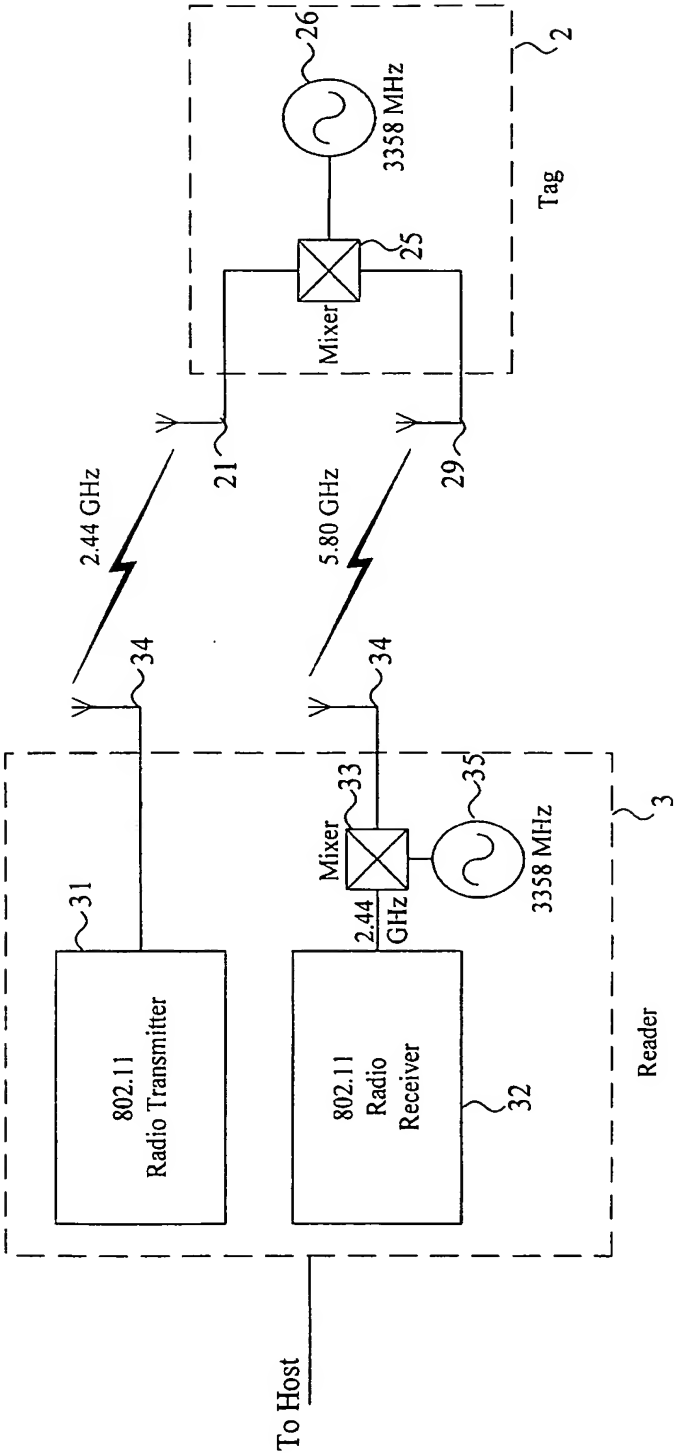 To Host
31
802.11
Radio Transmitter
802.11
Radio
Receiver
32
2.44
GHz
Mixer
33
3358 MHz
35
Reader
3
34
34
2.44 GHz
5.80 GHz
21
29
Mixer
25
3358 MHz
26
Tag
2